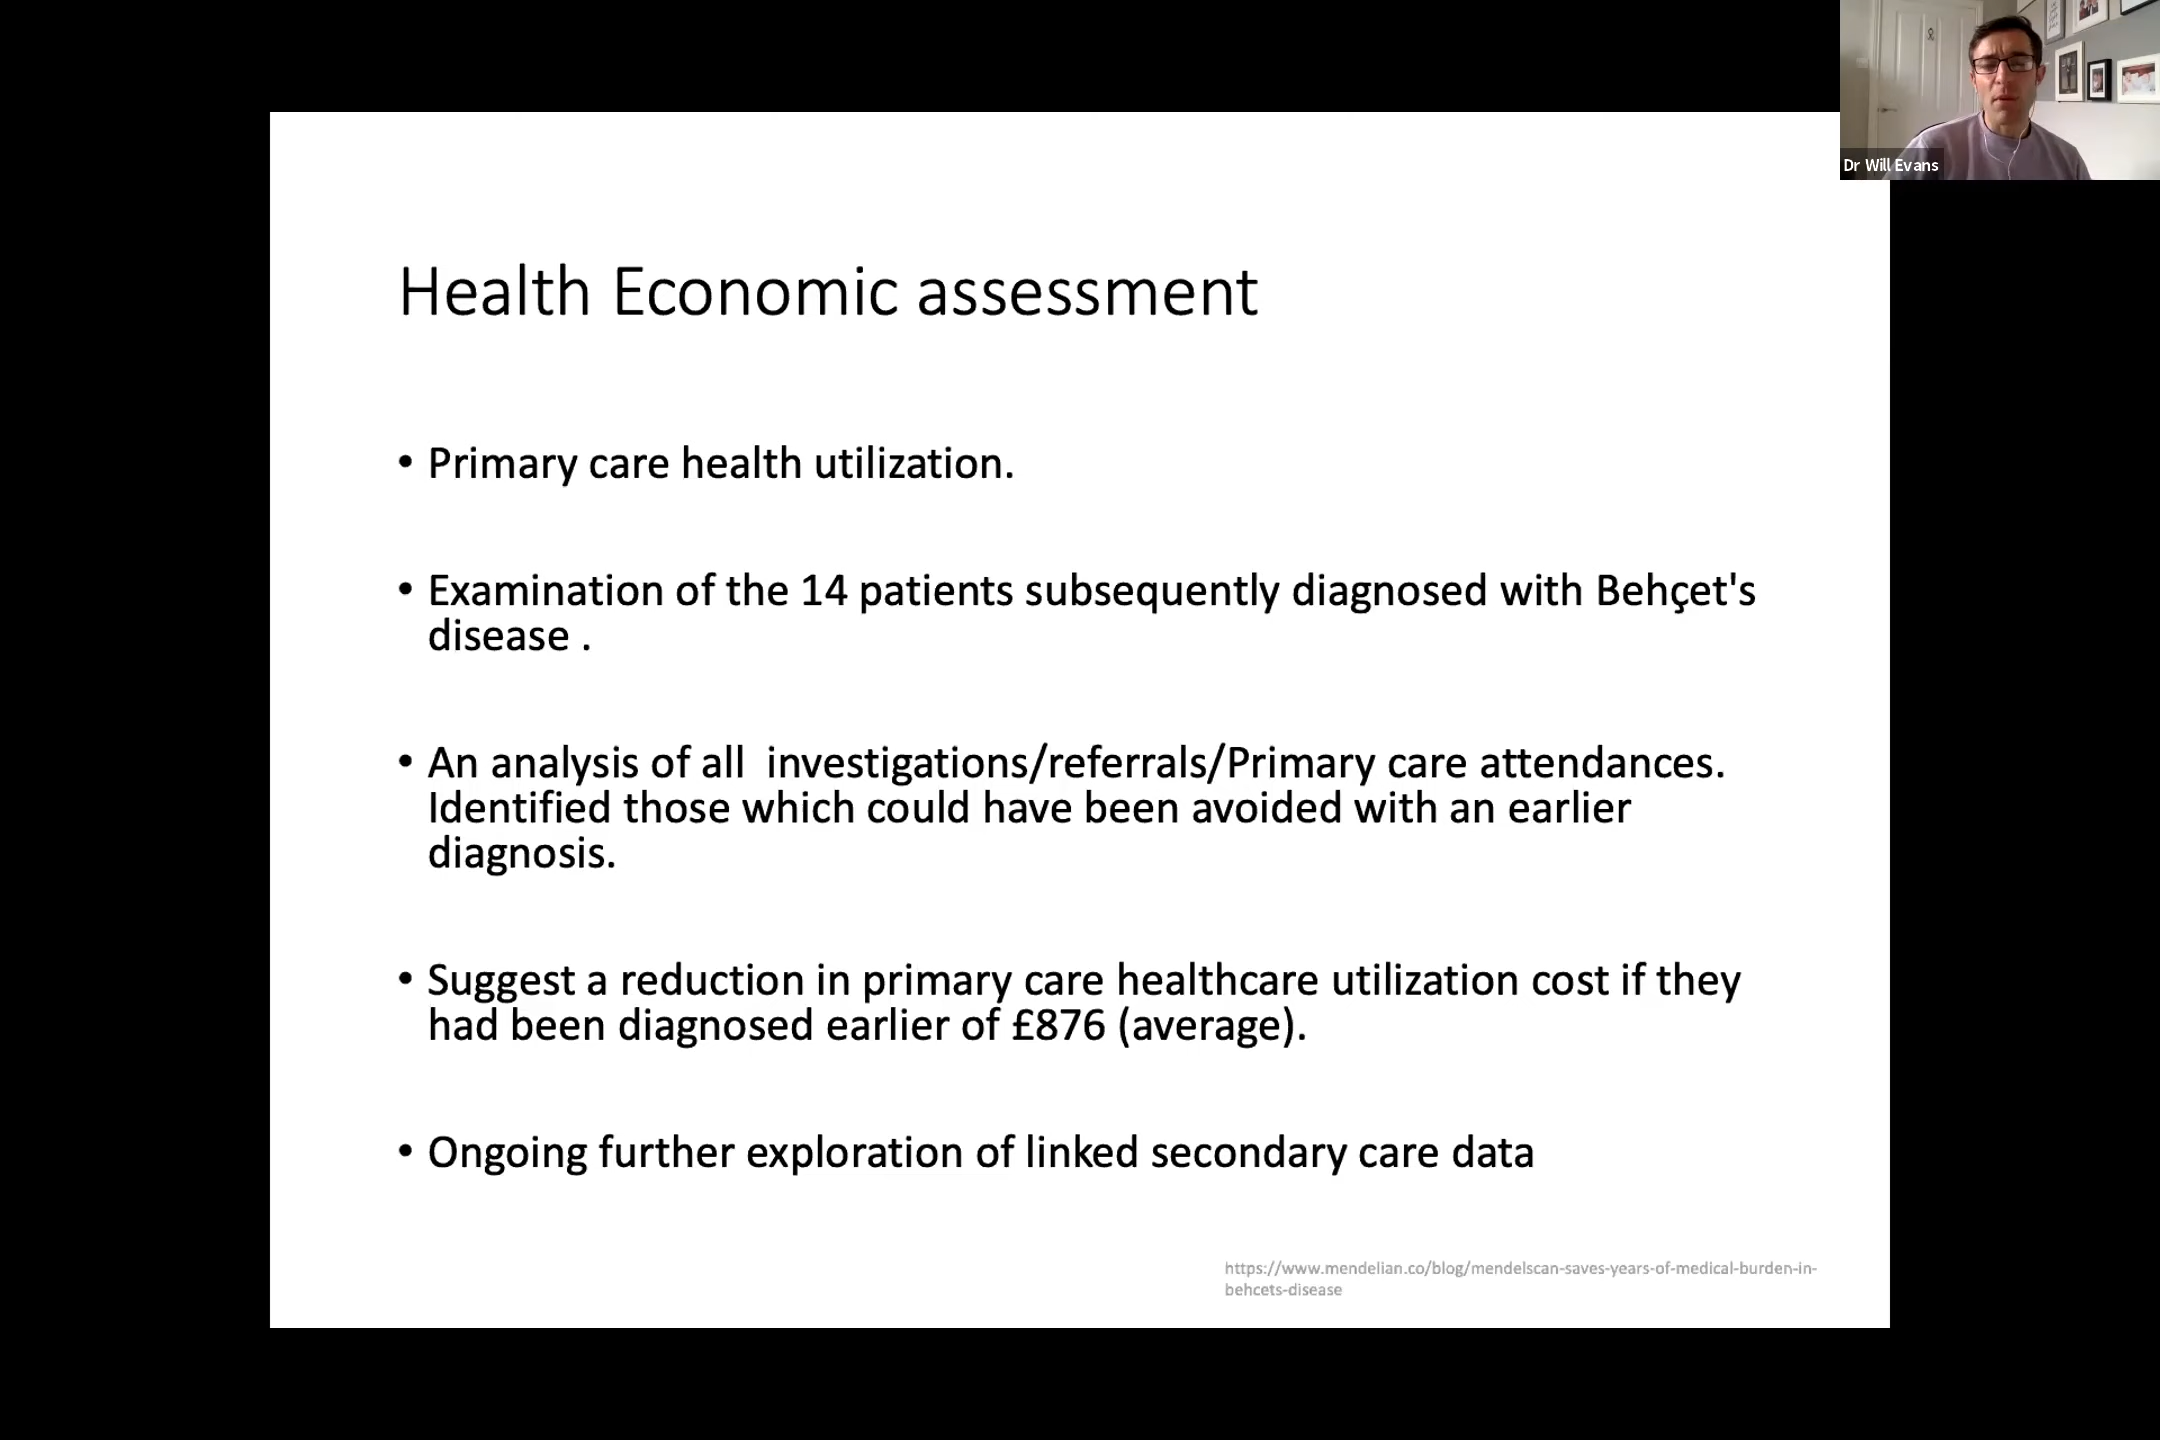 Dr Will Evans
Health Economic assessment
• Primary care health utilization.
• Examination of the 14 patients subsequently diagnosed with Behçet's
disease .
• An analysis of all  investigations/referrals/Primary care attendances.
Identified those which could have been avoided with an earlier
diagnosis.
• Suggest a reduction in primary care healthcare utilization cost if they
had been diagnosed earlier of £876 (average).
• Ongoing further exploration of linked secondary care data
https://www.mendelian.co/blog/mendelscan-saves-years-of-medical-burden-in-
behcets-disease